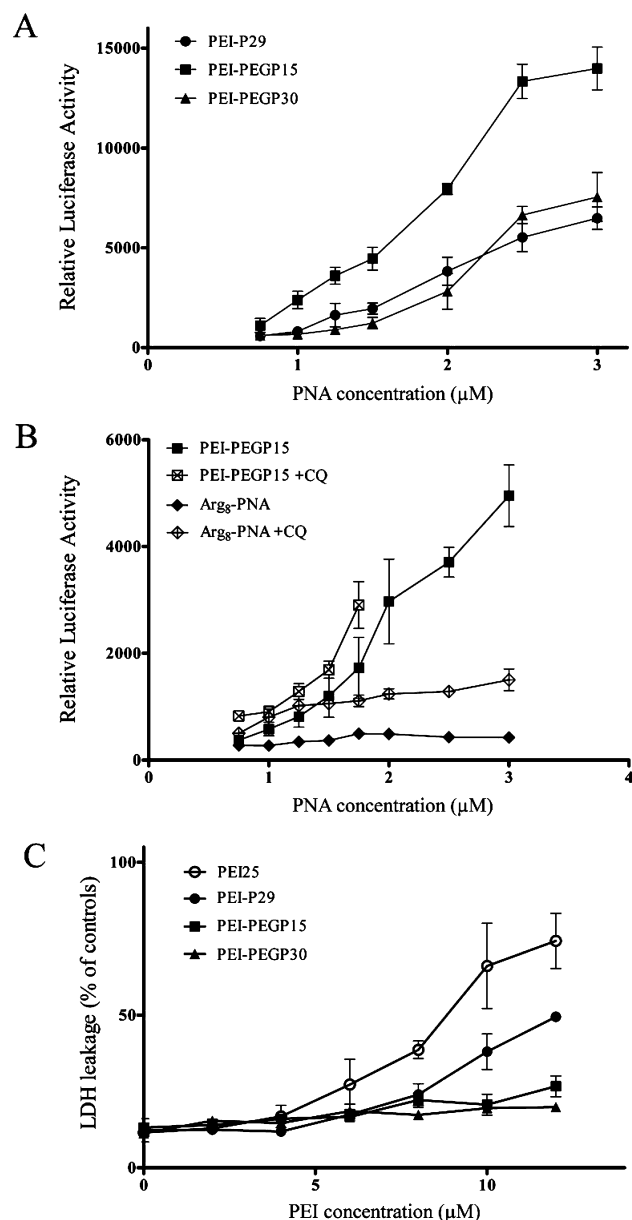 A
PEI-P29
PEI-PEGP15
PEI-PEGP30
Relative Luciferase Activity
15000
10000
5000
0
0
1
2
3
PNA concentration (µM)
B
PEI-PEGP15
PEI-PEGP15 +CQ
Arg₈-PNA
Arg₈-PNA +CQ
Relative Luciferase Activity
6000
4000
2000
0
0
1
2
3
4
PNA concentration (µM)
C
PEI25
PEI-P29
PEI-PEGP15
PEI-PEGP30
LDH leakage (% of controls)
100
50
0
0
5
10
PEI concentration (µM)